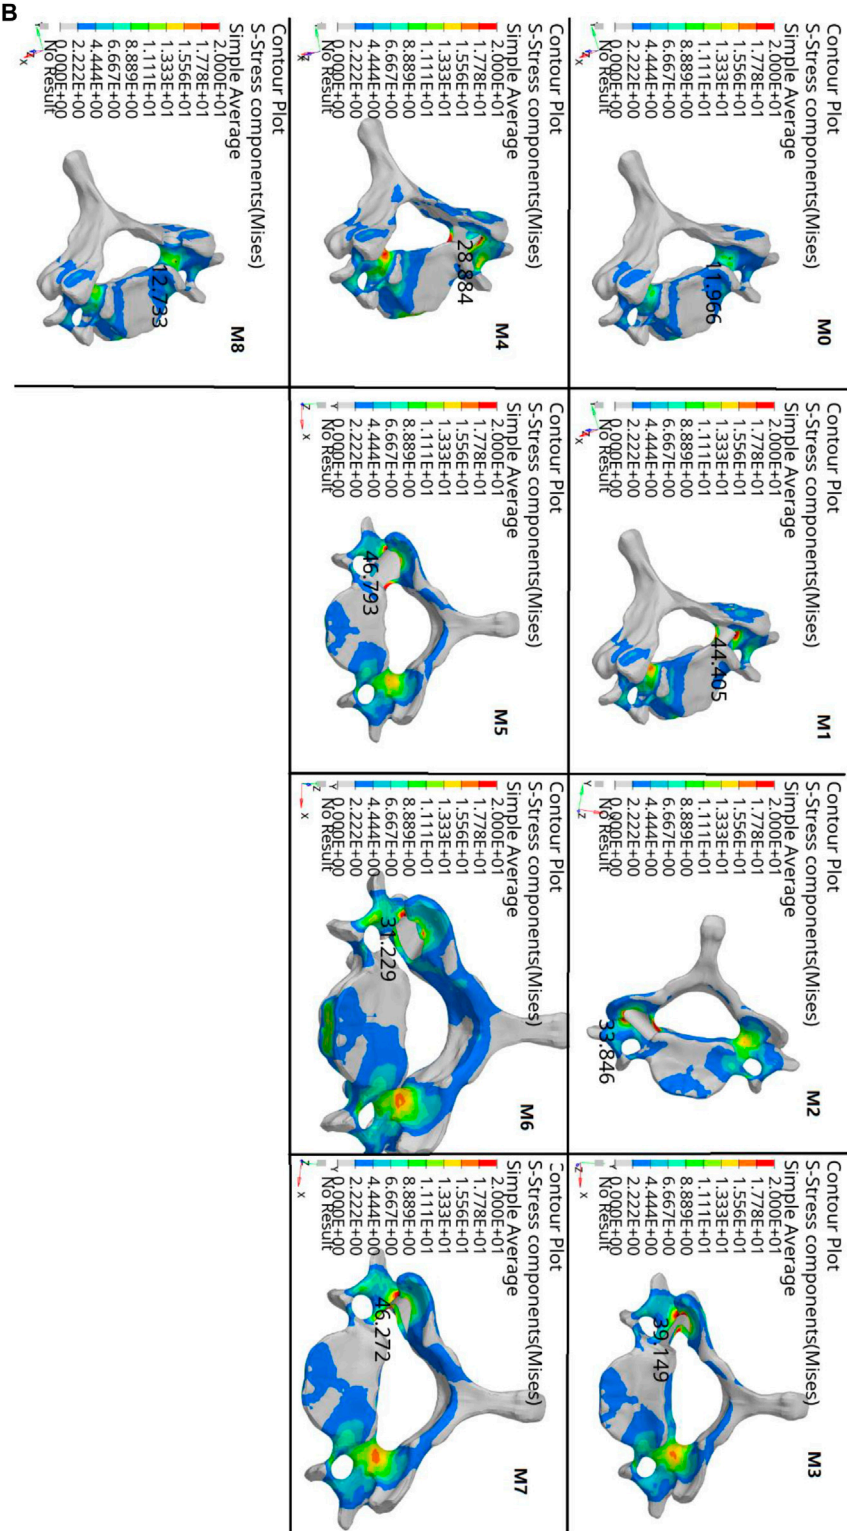 B
Contour Plot
S-Stress components(Mises)
Simple Average
2.000E+01
1.778E+01
1.556E+01
1.333E+01
1.111E+01
8.889E+00
6.667E+00
4.444E+00
2.222E+00
0.000E+00
No Result
11.966
M0
Contour Plot
S-Stress components(Mises)
Simple Average
2.000E+01
1.778E+01
1.556E+01
1.333E+01
1.111E+01
8.889E+00
6.667E+00
4.444E+00
2.222E+00
0.000E+00
No Result
44.405
M1
Contour Plot
S-Stress components(Mises)
Simple Average
2.000E+01
1.778E+01
1.556E+01
1.333E+01
1.111E+01
8.889E+00
6.667E+00
4.444E+00
2.222E+00
0.000E+00
No Result
Y
Z
33.846
M2
Contour Plot
S-Stress components(Mises)
Simple Average
2.000E+01
1.778E+01
1.556E+01
1.333E+01
1.111E+01
8.889E+00
6.667E+00
4.444E+00
2.222E+00
0.000E+00
No Result
Y
X
39.149
M3
Contour Plot
S-Stress components(Mises)
Simple Average
2.000E+01
1.778E+01
1.556E+01
1.333E+01
1.111E+01
8.889E+00
6.667E+00
4.444E+00
2.222E+00
0.000E+00
No Result
X
28.884
M4
Contour Plot
S-Stress components(Mises)
Simple Average
2.000E+01
1.778E+01
1.556E+01
1.333E+01
1.111E+01
8.889E+00
6.667E+00
4.444E+00
2.222E+00
0.000E+00
No Result
Y
Z X
46.793
M5
Contour Plot
S-Stress components(Mises)
Simple Average
2.000E+01
1.778E+01
1.556E+01
1.333E+01
1.111E+01
8.889E+00
6.667E+00
4.444E+00
2.222E+00
0.000E+00
No Result
Y
Z X
31.229
M6
Contour Plot
S-Stress components(Mises)
Simple Average
2.000E+01
1.778E+01
1.556E+01
1.333E+01
1.111E+01
8.889E+00
6.667E+00
4.444E+00
2.222E+00
0.000E+00
No Result
Y
Z X
46.272
M7
Contour Plot
S-Stress components(Mises)
Simple Average
2.000E+01
1.778E+01
1.556E+01
1.333E+01
1.111E+01
8.889E+00
6.667E+00
4.444E+00
2.222E+00
0.000E+00
No Result
X
12.733
M8